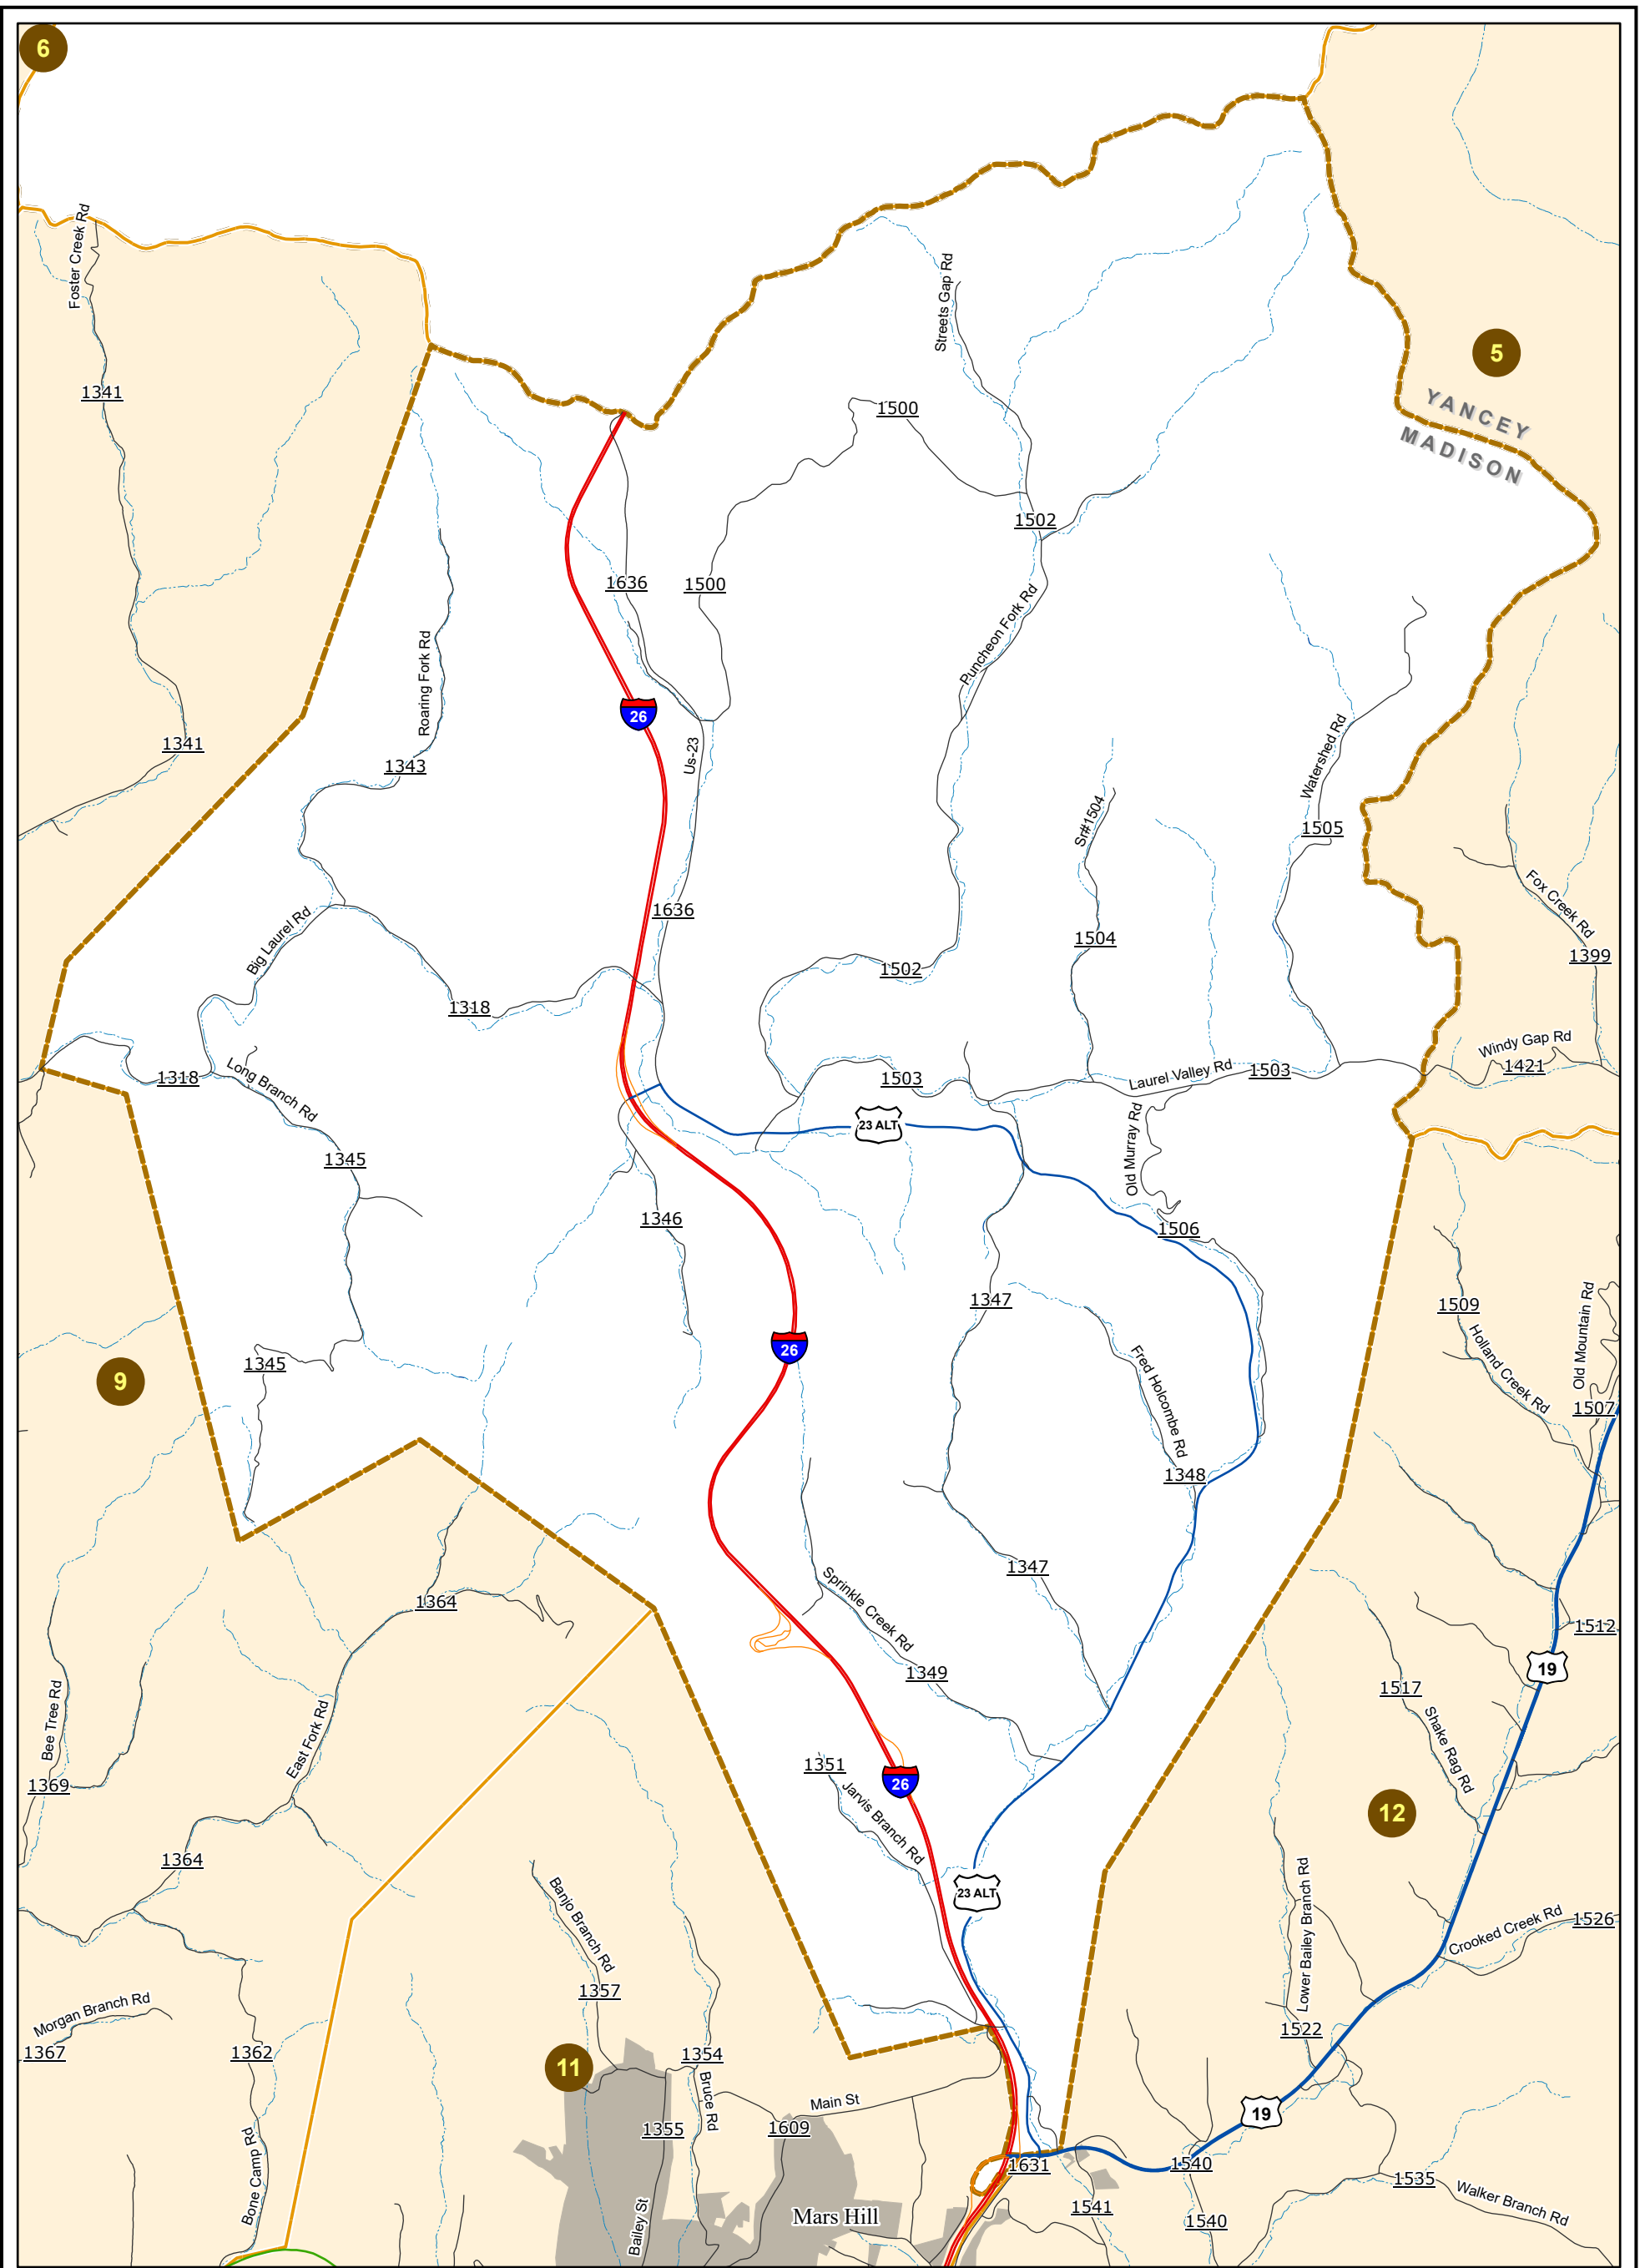 6
Foster Creek Rd
Streets Gap Rd
5
YANCEY
MADISON
1341
1500
1502
1636
1500
Puncheon Fork Rd
Roaring Fork Rd
26
1341
1343
Us-23
Watershed Rd
Sr#1504
1505
Fox Creek Rd
1636
Big Laurel Rd
1504
1399
1502
1318
Windy Gap Rd
1421
1318
Long Branch Rd
1503
Laurel Valley Rd
1503
23 ALT
Old Murray Rd
1345
1346
1506
1347
1509
Old Mountain Rd
26
1345
9
Holland Creek Rd
1507
Fred Holcombe Rd
1348
1347
1364
Sprinkle Creek Rd
1512
19
1349
1517
Bee Tree Rd
East Fork Rd
Shake Rag Rd
1351
1369
26
Jarvis Branch Rd
12
1364
23 ALT
Banjo Branch Rd
Lower Bailey Branch Rd
Crooked Creek Rd
1526
1357
Morgan Branch Rd
1367
1362
11
1354
1522
Bruce Rd
Main St
19
1355
1609
Bone Camp Rd
1631
1540
1535
Walker Branch Rd
Bailey St
Mars Hill
1541
1540